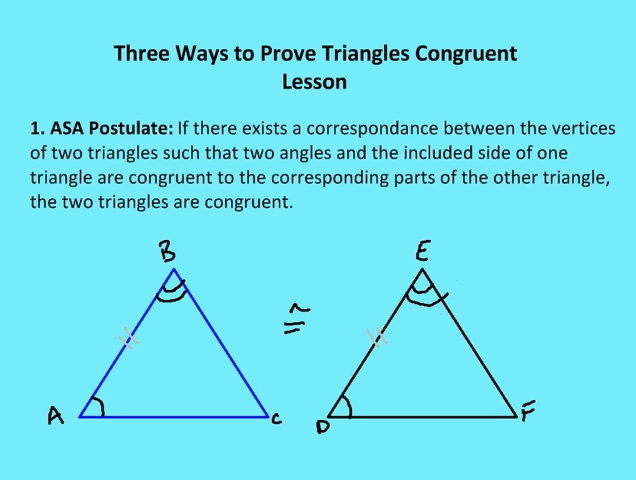 Three Ways to Prove Triangles Congruent
Lesson
1. ASA Postulate: If there exists a correspondance between the vertices
of two triangles such that two angles and the included side of one
triangle are congruent to the corresponding parts of the other triangle,
the two triangles are congruent.
B E
≅
A C D F